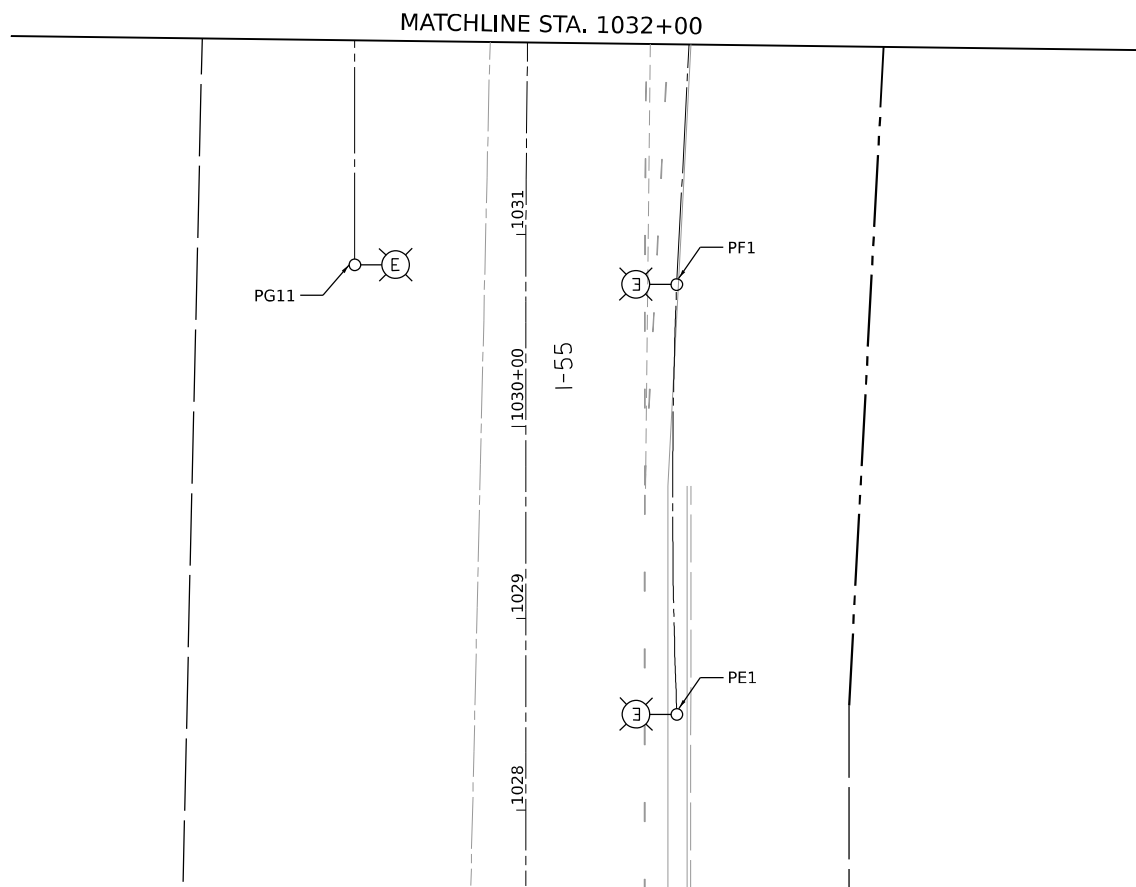 MATCHLINE STA. 1032+00
1031
PF1
E
E
PG11
1030+00
I-55
1029
PE1
E
1028